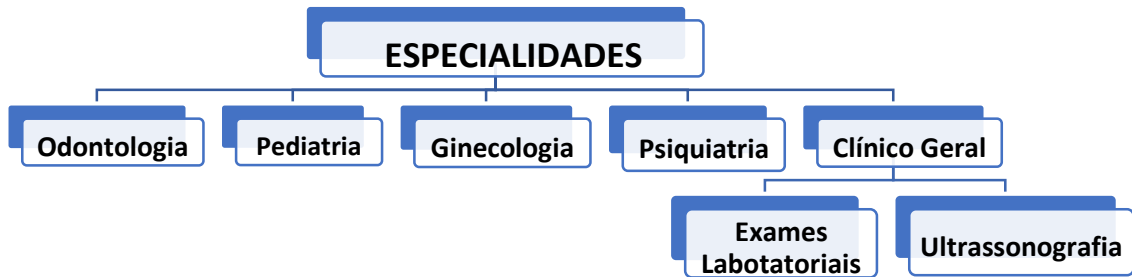 ESPECIALIDADES
Odontologia
Pediatria
Ginecologia
Psiquiatria
Clínico Geral
Exames
Labotatoriais
Ultrassonografia